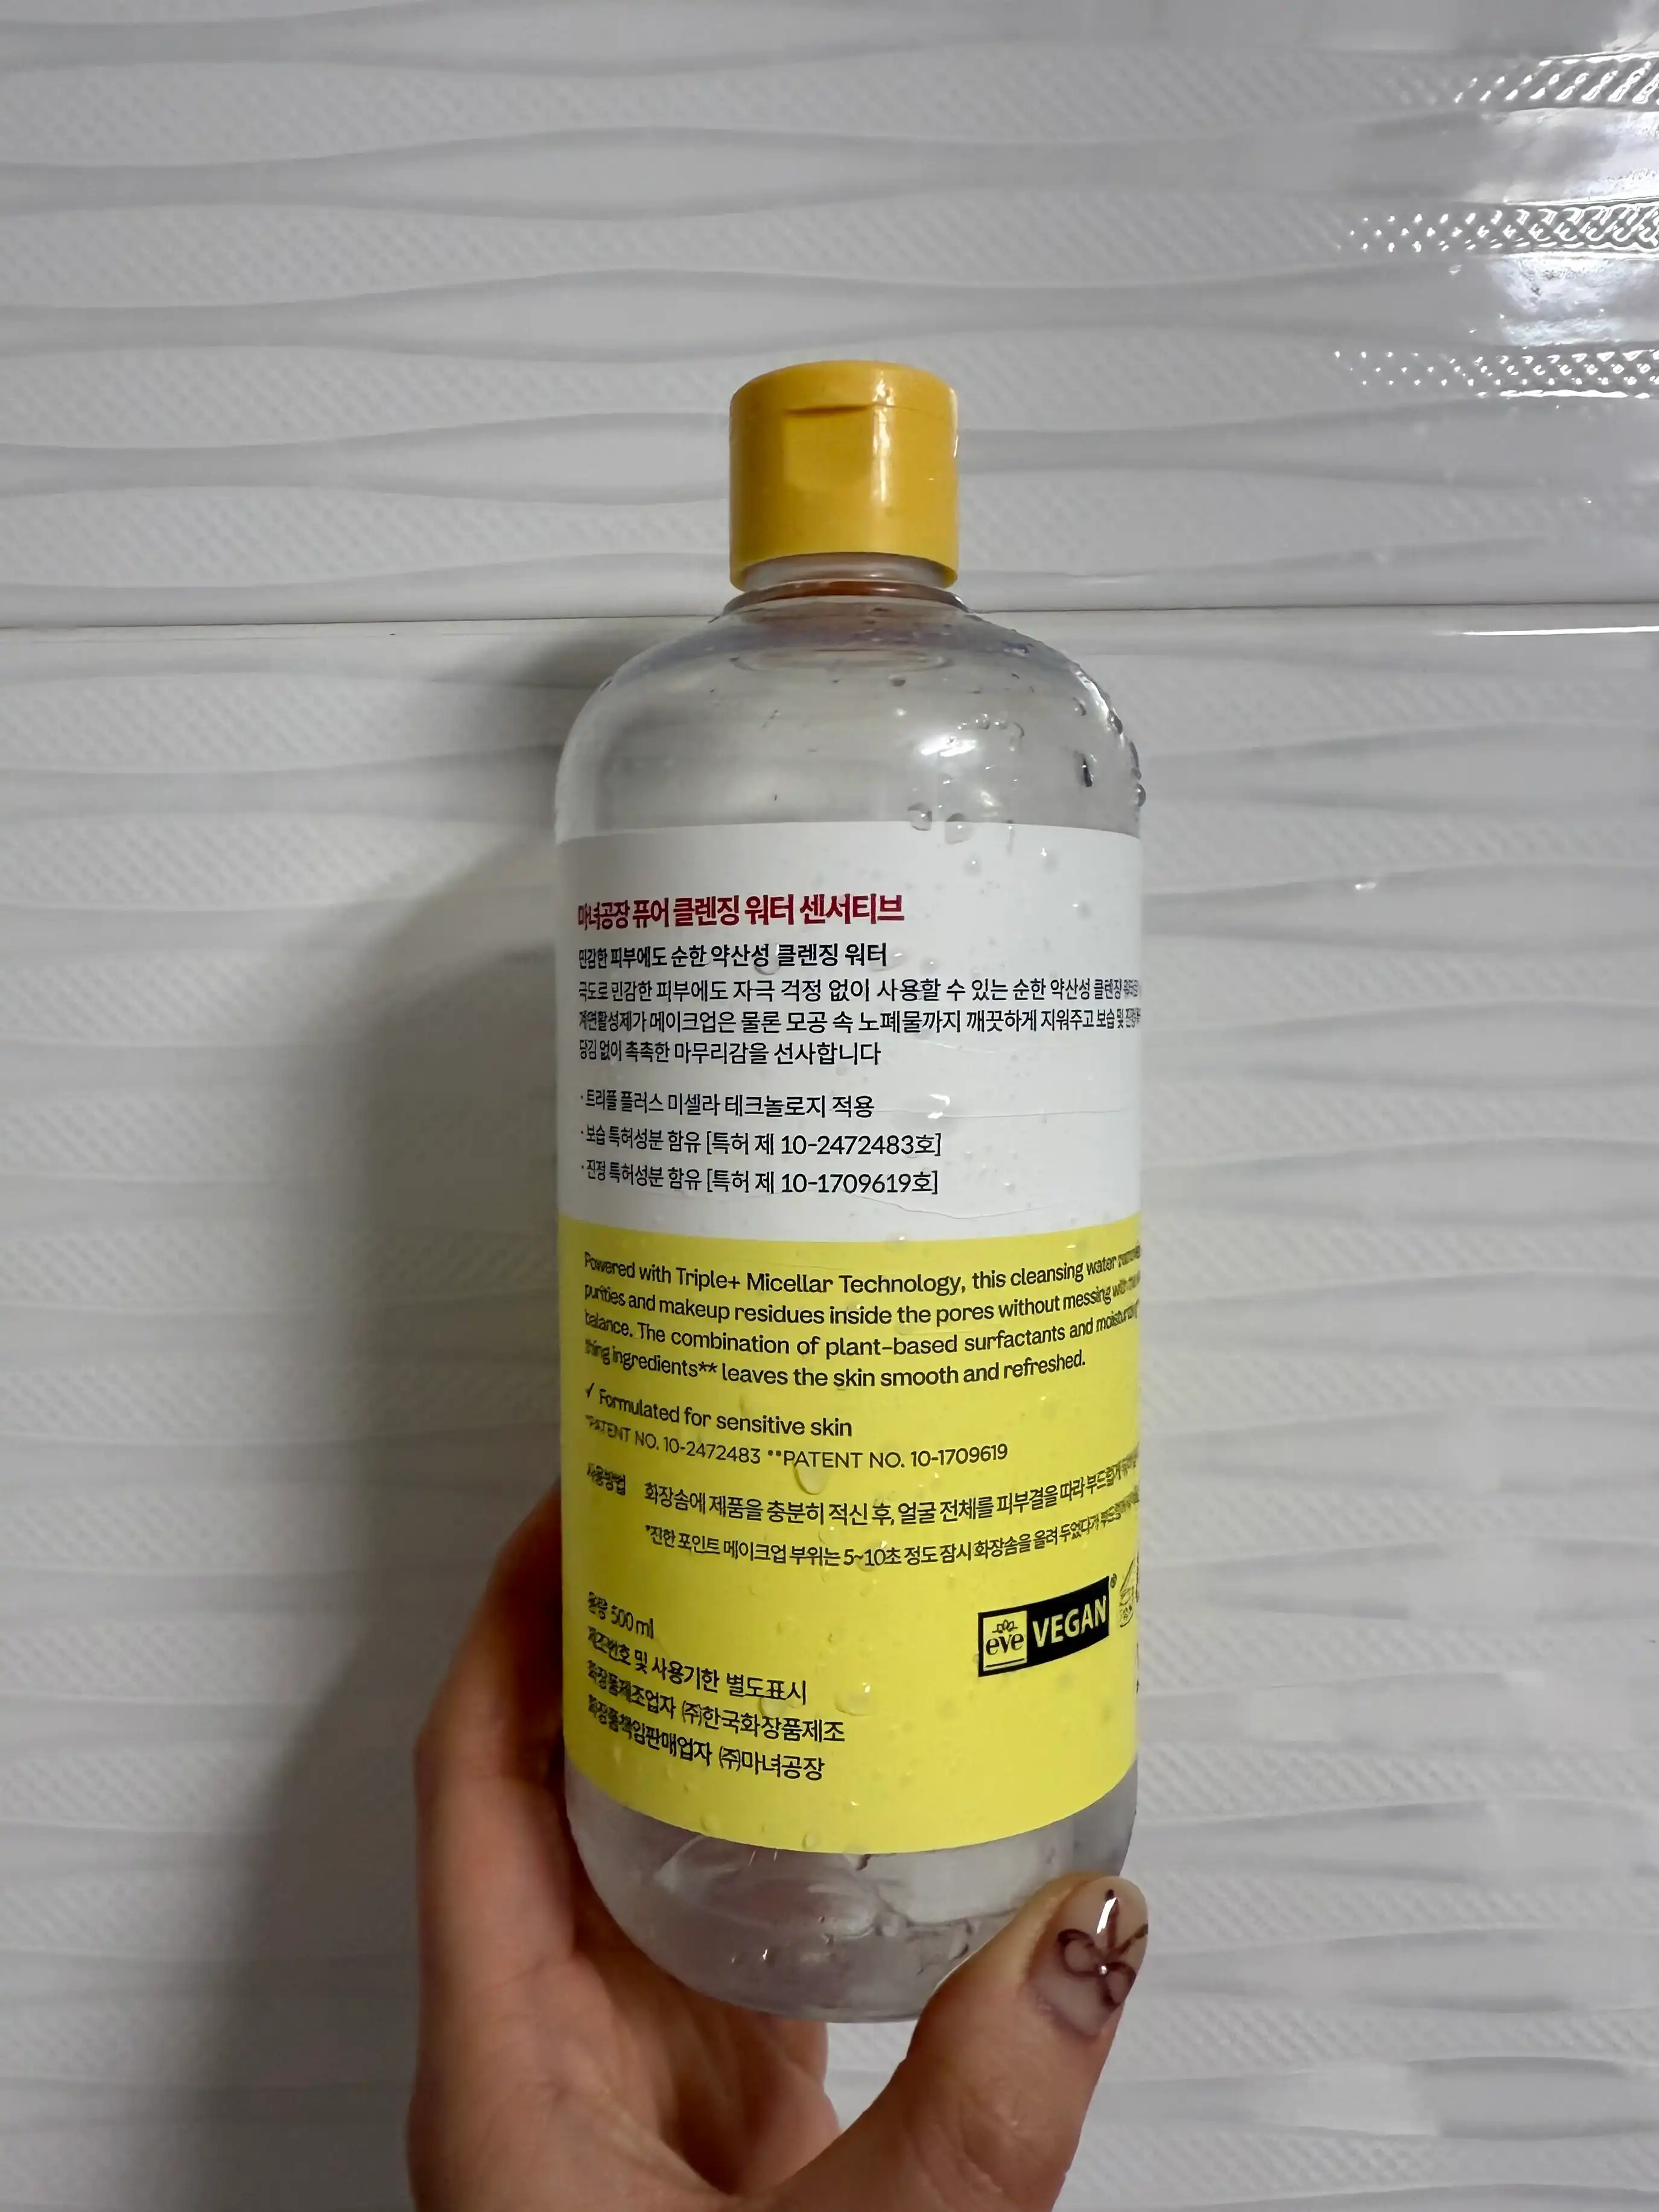 마녀공장 퓨어 클렌징 워터 센서티브
민감한 피부에도 순한 약산성 클렌징 워터
극도로 민감한 피부에도 자극 걱정 없이 사용할 수 있는 순한 약산성 클렌징
계면활성제가 메이크업은 물론 모공 속 노폐물까지 깨끗하게 지워주고 보습 및
당김 없이 촉촉한 마무리감을 선사합니다
· 트리플 플러스 미셀라 테크놀로지 적용
· 보습 특허성분 함유 [특허 제 10-2472483호]
· 진정 특허성분 함유 [특허 제 10-1709619호]
Powered with Triple+ Micellar Technology, this cleansing water
purities and makeup residues inside the pores without messing with
balance. The combination of plant-based surfactants and
thing ingredients** leaves the skin smooth and refreshed.
✓ Formulated for sensitive skin
*PATENT NO. 10-2472483 **PATENT NO. 10-1709619
사용방법 화장솜에 제품을 충분히 적신 후, 얼굴 전체를 피부결을 따라 부드럽게
*진한 포인트 메이크업 부위는 5~10초 정도 잠시 화장솜을 올려 두었다가
eve VEGAN®
용량 500 ml
제조번호 및 사용기한 별도표시
화장품제조업자 ㈜한국화장품제조
화장품책임판매업자 ㈜마녀공장